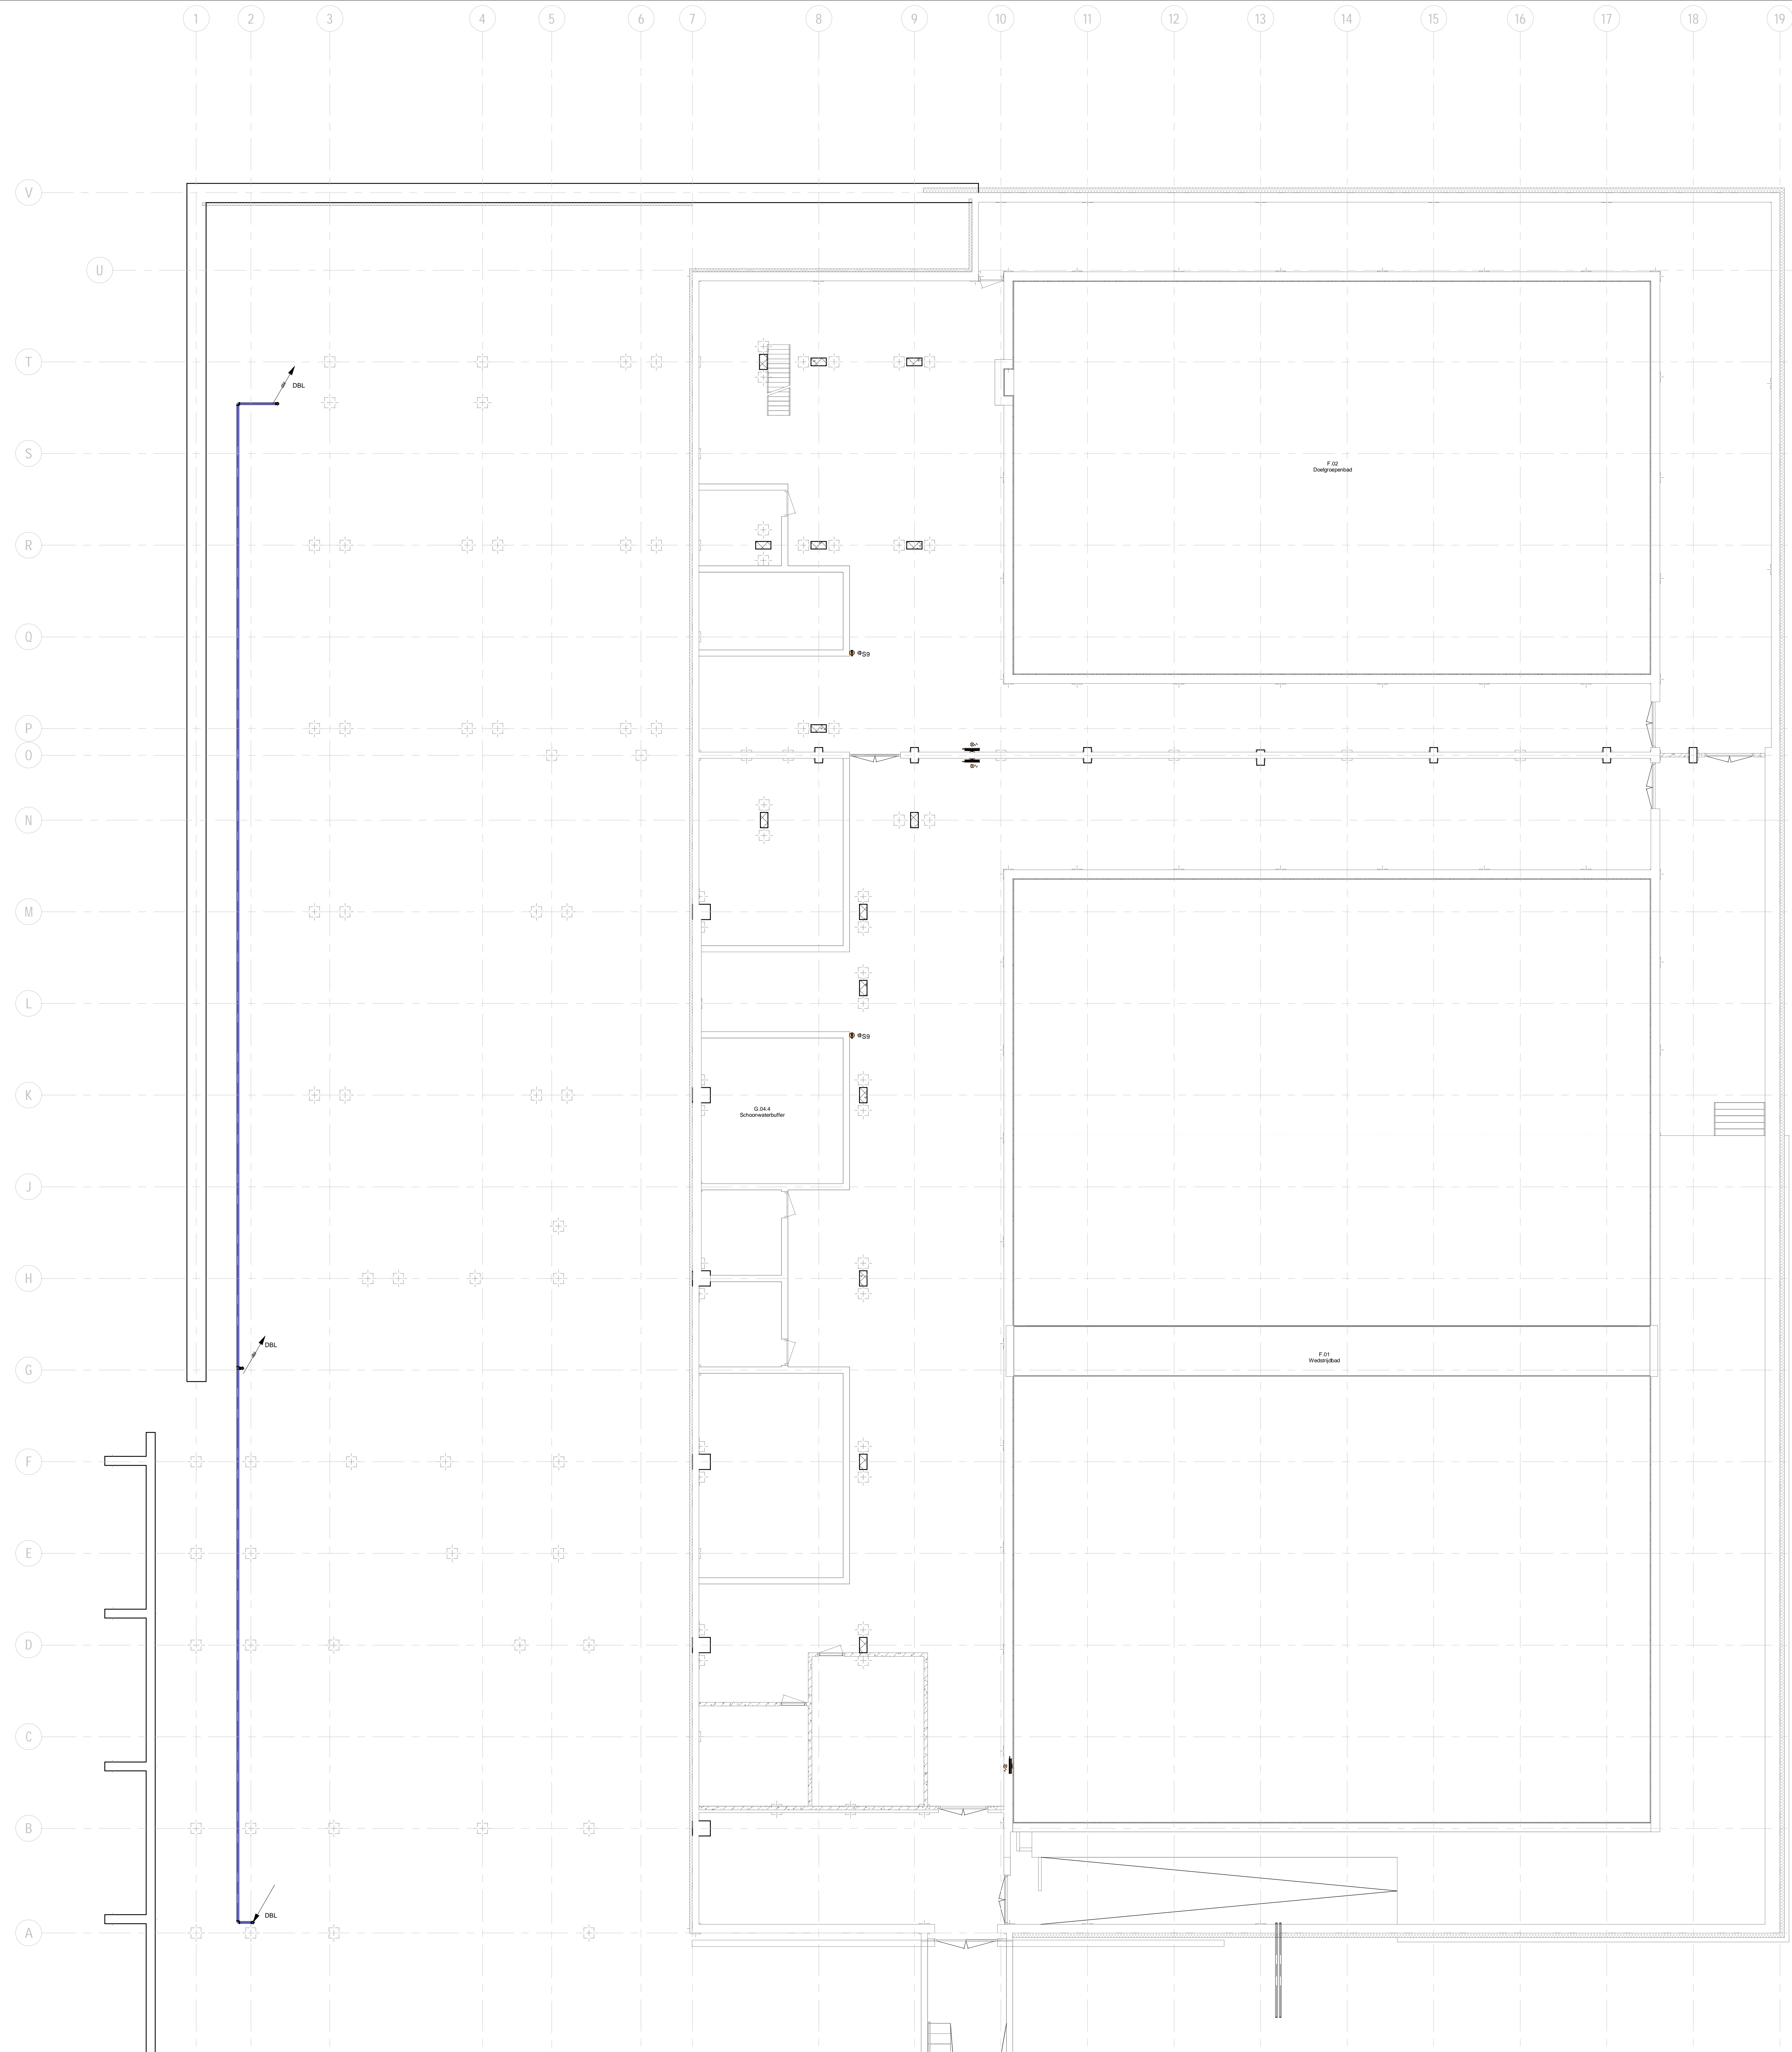 1 2 3 4 5 6 7 8 9 10 11 12 13 14 15 16 17 18 19
V
U
T
DBL
S
F.02
Doelgroepenbad
R
Q
S9
P
O
N
M
L
S9
K
G.04.4
Schoonwaterbuffer
J
H
DBL
F.01
Wedstrijdbad
G
F
E
D
C
B
DBL
A